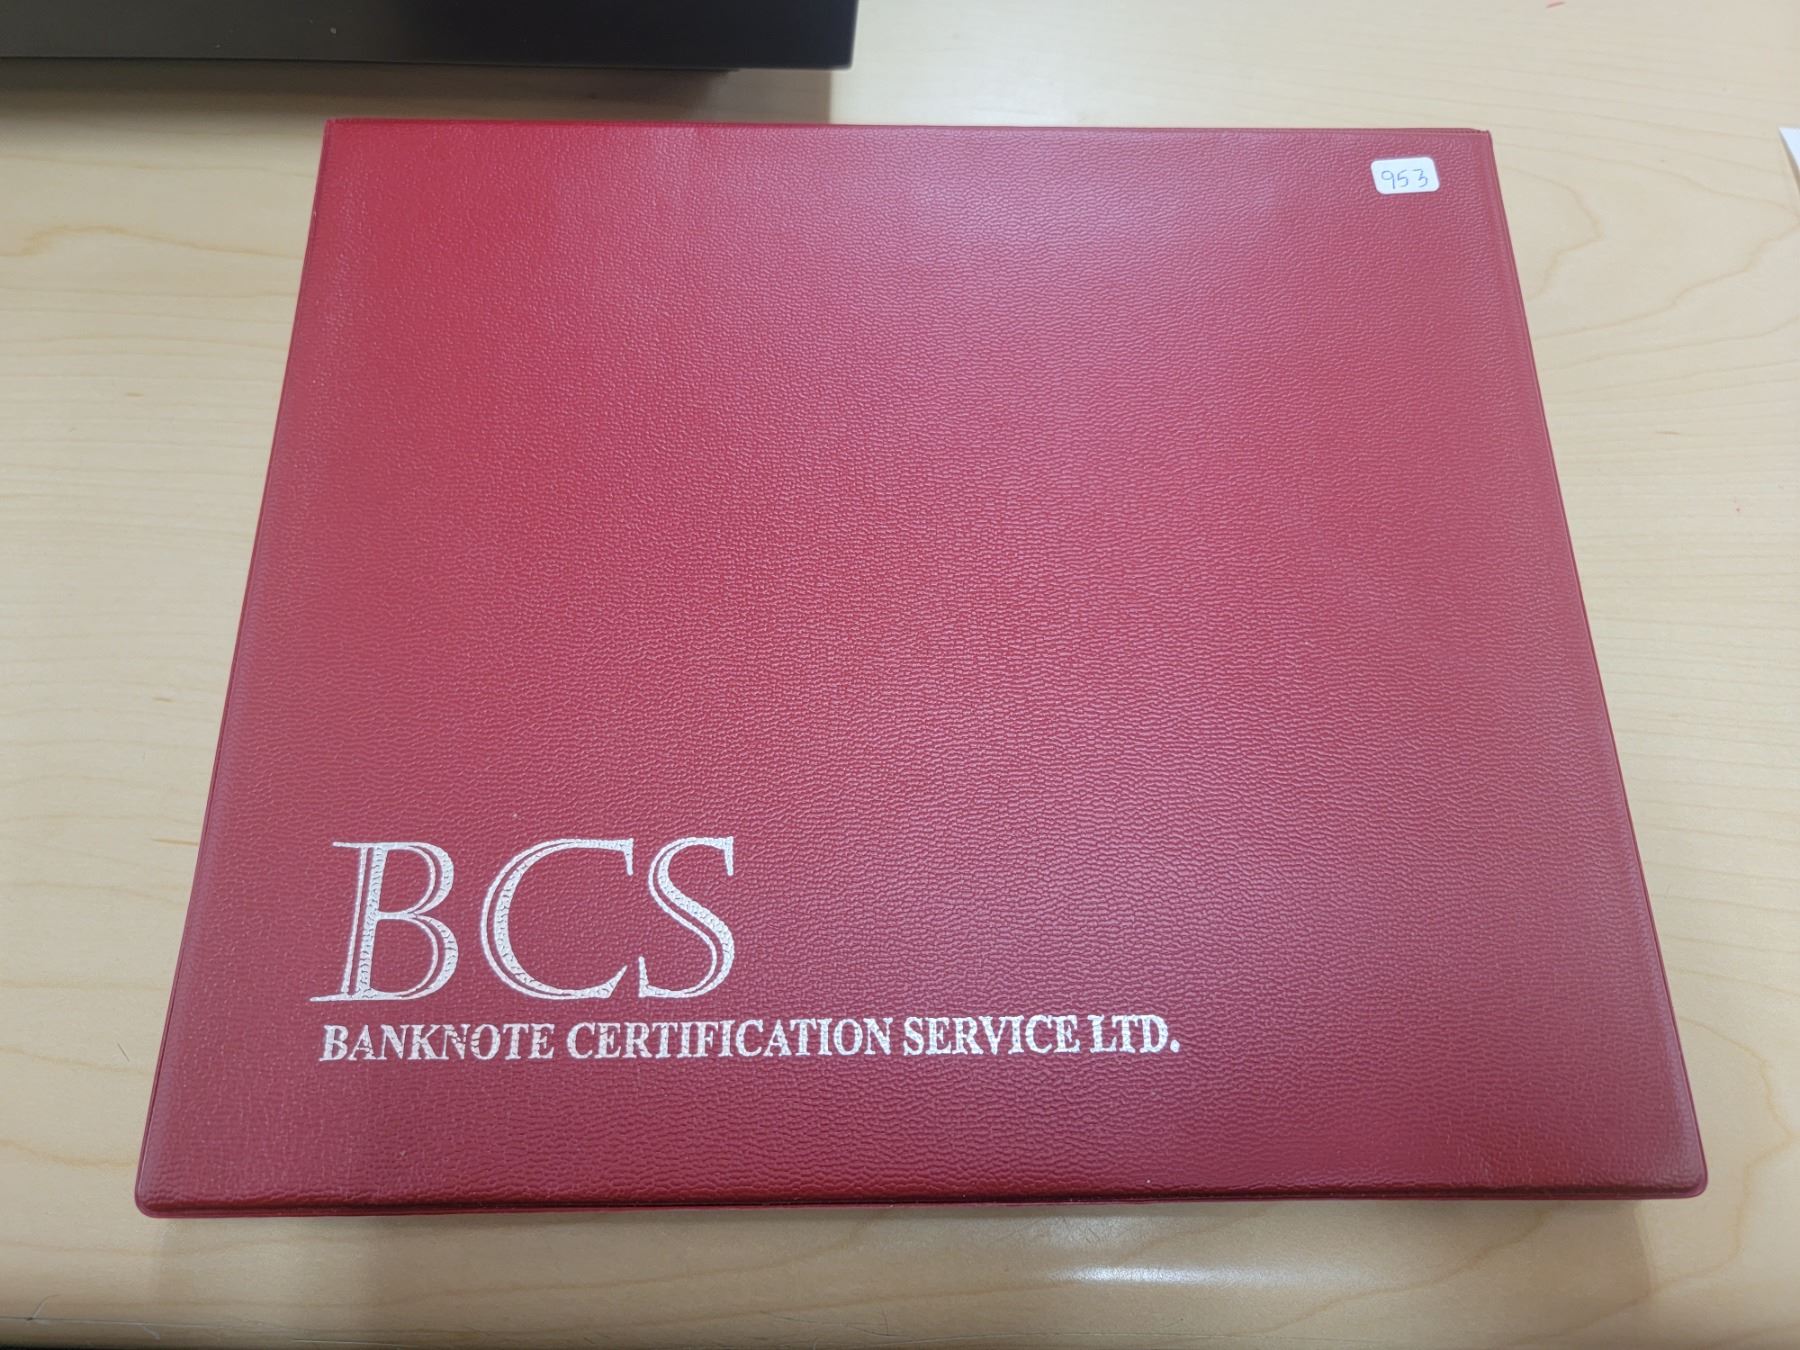 953
BCS
BANKNOTE CERTIFICATION SERVICE LTD.